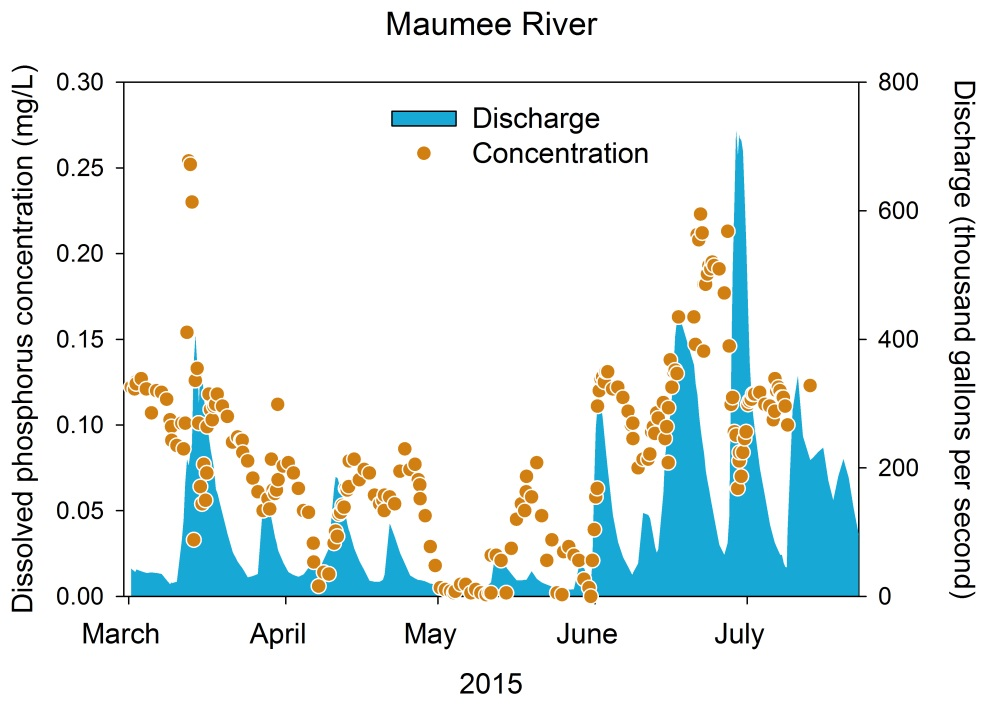 Maumee River
Dissolved phosphorus concentration (mg/L)
0.30
0.25
0.20
0.15
0.10
0.05
0.00
Discharge
Concentration
800
600
400
200
0
Discharge (thousand gallons per second)
March April May June July
2015